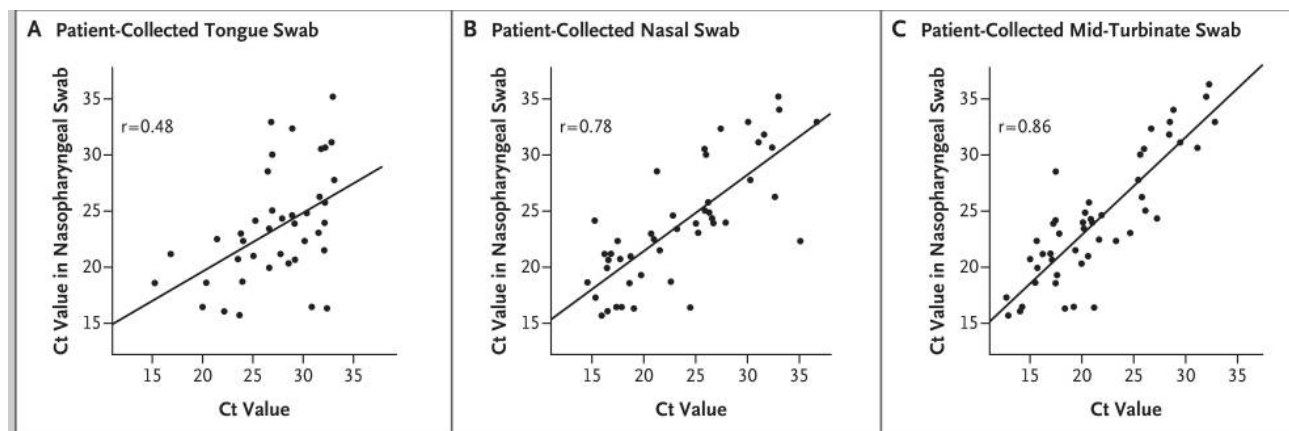 A Patient-Collected Tongue Swab
Ct Value in Nasopharyngeal Swab
35
30
25
20
15
r=0.48
15 20 25 30 35
Ct Value
B Patient-Collected Nasal Swab
Ct Value in Nasopharyngeal Swab
35
30
25
20
15
r=0.78
15 20 25 30 35
Ct Value
C Patient-Collected Mid-Turbinate Swab
Ct Value in Nasopharyngeal Swab
35
30
25
20
15
r=0.86
15 20 25 30 35
Ct Value